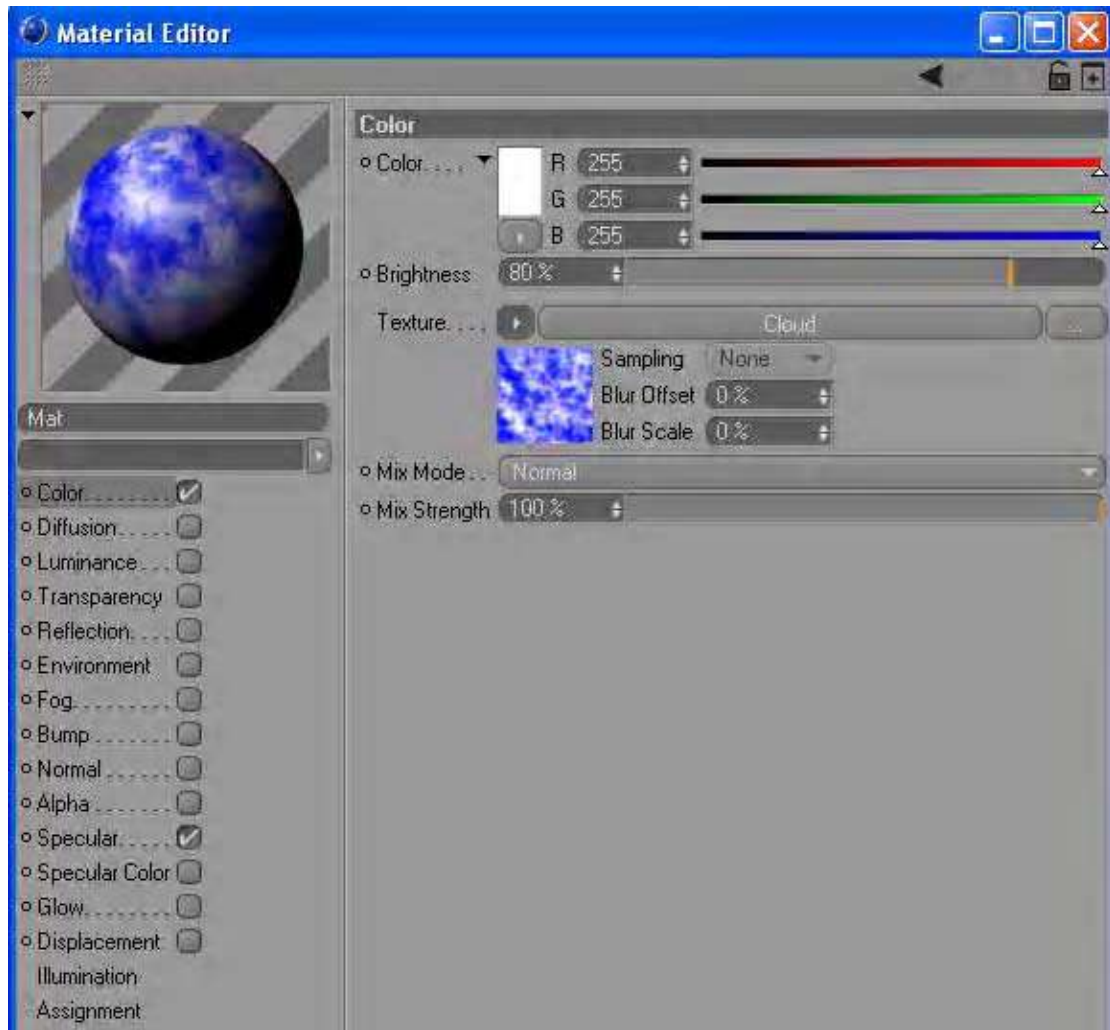 Material Editor
Color
Color.... R 255
G 255
B 255
Brightness 80 %
Texture.... Cloud ...
Sampling None
Blur Offset 0 %
Blur Scale 0 %
Mix Mode.. Normal
Mix Strength 100 %
Mat
Color
Diffusion
Luminance
Transparency
Reflection
Environment
Fog
Bump
Normal
Alpha
Specular
Specular Color
Glow
Displacement
Illumination
Assignment